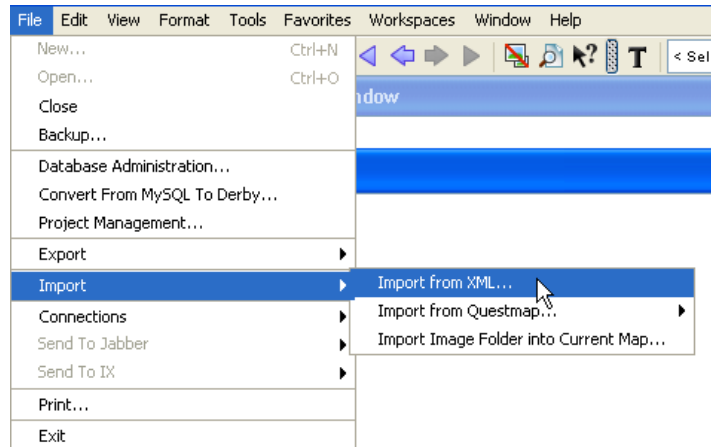 File Edit View Format Tools Favorites Workspaces Window Help
New... Ctrl+N
Open... Ctrl+O
Close
Backup...
Database Administration...
Convert From MySQL To Derby...
Project Management...
Export
Import
Connections
Send To Jabber
Send To IX
Print...
Exit
Import from XML...
Import from Questmap...
Import Image Folder into Current Map...
T
< Sel
ndow